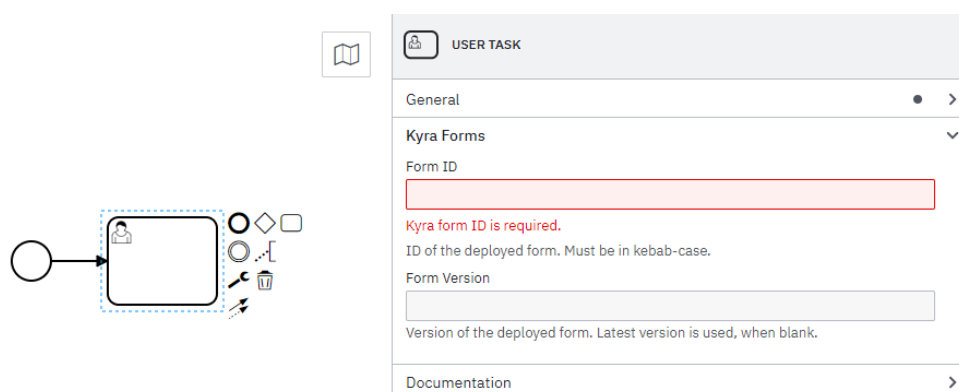 USER TASK
General
Kyra Forms
Form ID
Kyra form ID is required.
ID of the deployed form. Must be in kebab-case.
Form Version
Version of the deployed form. Latest version is used, when blank.
Documentation